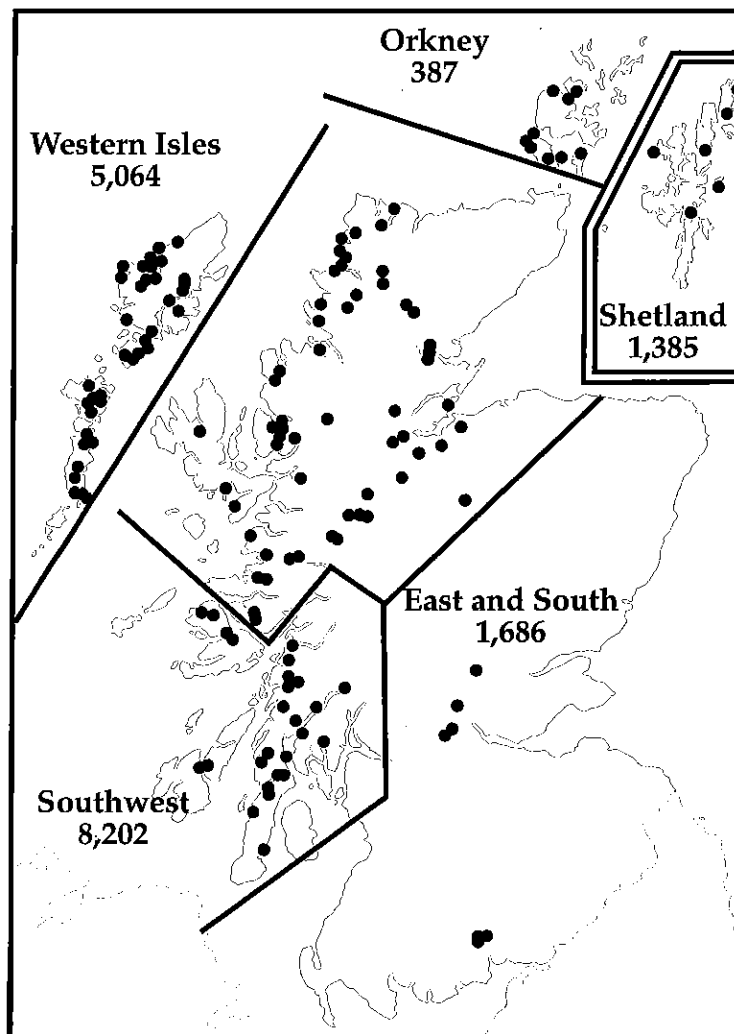 Orkney
387
Western Isles
5,064
Shetland
1,385
East and South
1,686
Southwest
8,202